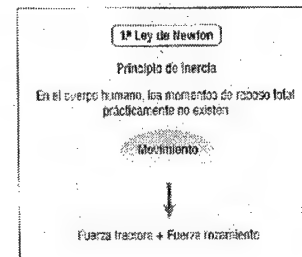 1ª Ley de Newton
Principio de inercia
En el cuerpo humano, los momentos de reposo total
prácticamente no existen
Movimiento
Fuerza tractora + Fuerza rozamiento